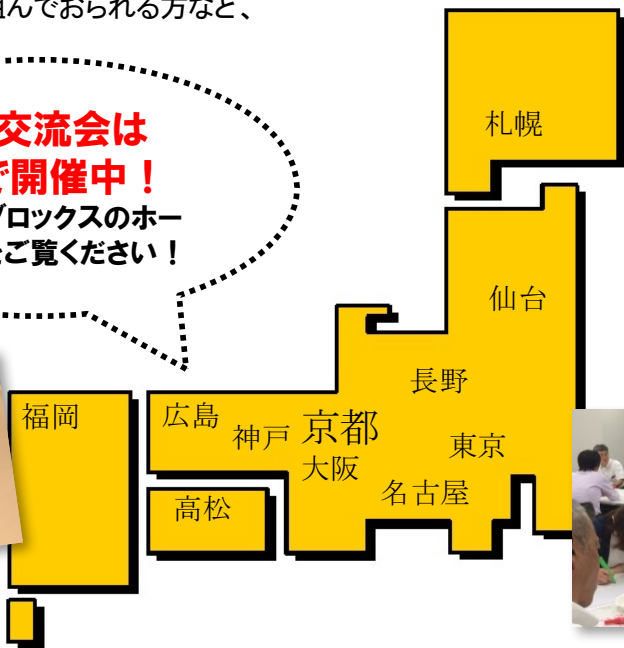 組んでおられる方など、
交流会は
で開催中！
ブロックスのホー
をご覧ください！
札幌
仙台
長野
福岡
広島
神戸
京都
東京
大阪
名古屋
高松